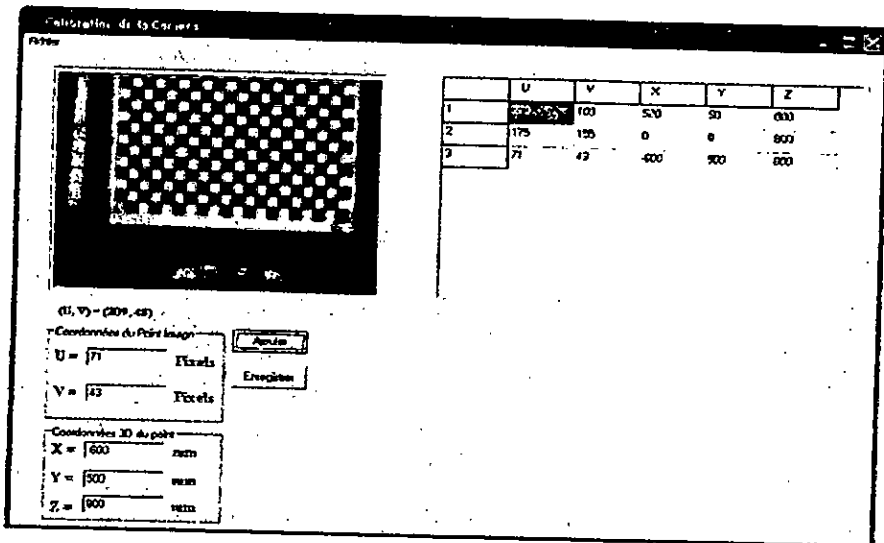 Calibration de la Camera
Fichier
U V X Y Z
1 103 520 50 800
2 175 155 0 0 800
3 71 43 -600 500 800
(U, V) = (209, 48)
Coordonnées du Point Image
U = 71 Pixels
V = 43 Pixels
Ajouter
Enregistrer
Coordonnées 3D du point
X = 600 mm
Y = 500 mm
Z = 800 mm